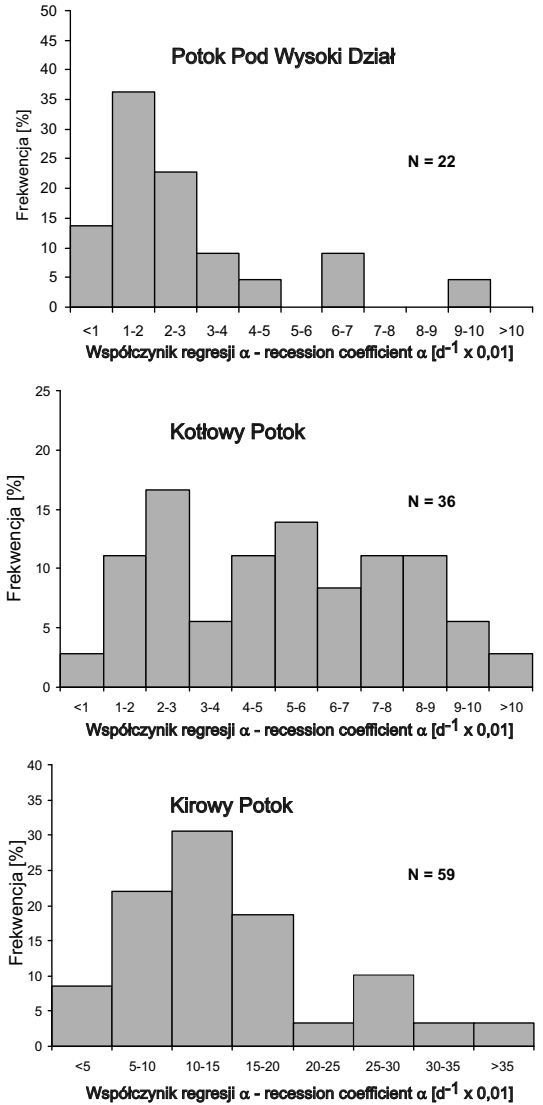 50
Potok Pod Wysoki Dział
45
40
35
30
25
N = 22
20
15
10
5
0
Frekwencja [%]
<1 1-2 2-3 3-4 4-5 5-6 6-7 7-8 8-9 9-10 >10
Współczynik regresji α - recession coefficient α [d-1 x 0,01]
25
Kotłowy Potok
20
N = 36
15
10
5
0
Frekwencja [%]
<1 1-2 2-3 3-4 4-5 5-6 6-7 7-8 8-9 9-10 >10
Współczynik regresji α - recession coefficient α [d-1 x 0,01]
40
Kirowy Potok
35
30
25
N = 59
20
15
10
5
0
Frekwencja [%]
<5 5-10 10-15 15-20 20-25 25-30 30-35 >35
Współczynik regresji α - recession coefficient α [d-1 x 0,01]